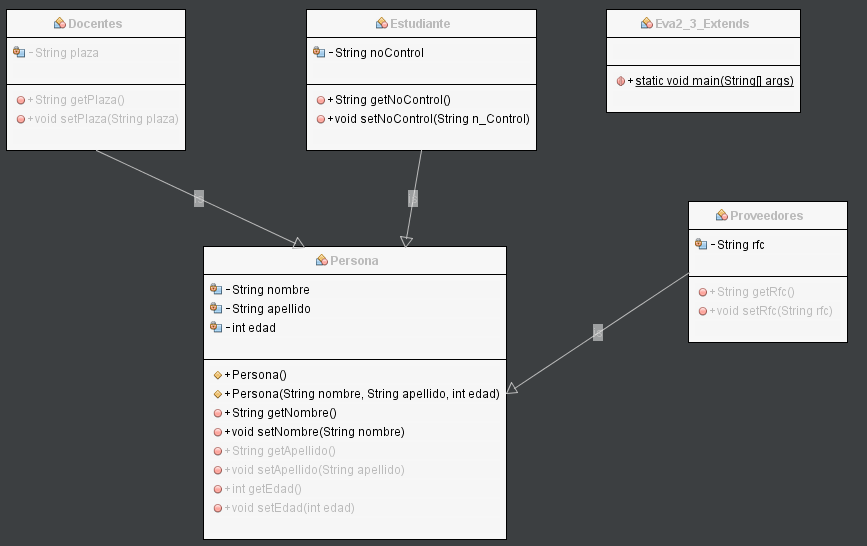 Docentes
- String plaza
+ String getPlaza()
+ void setPlaza(String plaza)
Estudiante
- String noControl
+ String getNoControl()
+ void setNoControl(String n_Control)
Eva2_3_Extends
+ static void main(String[] args)
Proveedores
- String rfc
+ String getRfc()
+ void setRfc(String rfc)
Persona
- String nombre
- String apellido
- int edad
+ Persona()
+ Persona(String nombre, String apellido, int edad)
+ String getNombre()
+ void setNombre(String nombre)
+ String getApellido()
+ void setApellido(String apellido)
+ int getEdad()
+ void setEdad(int edad)